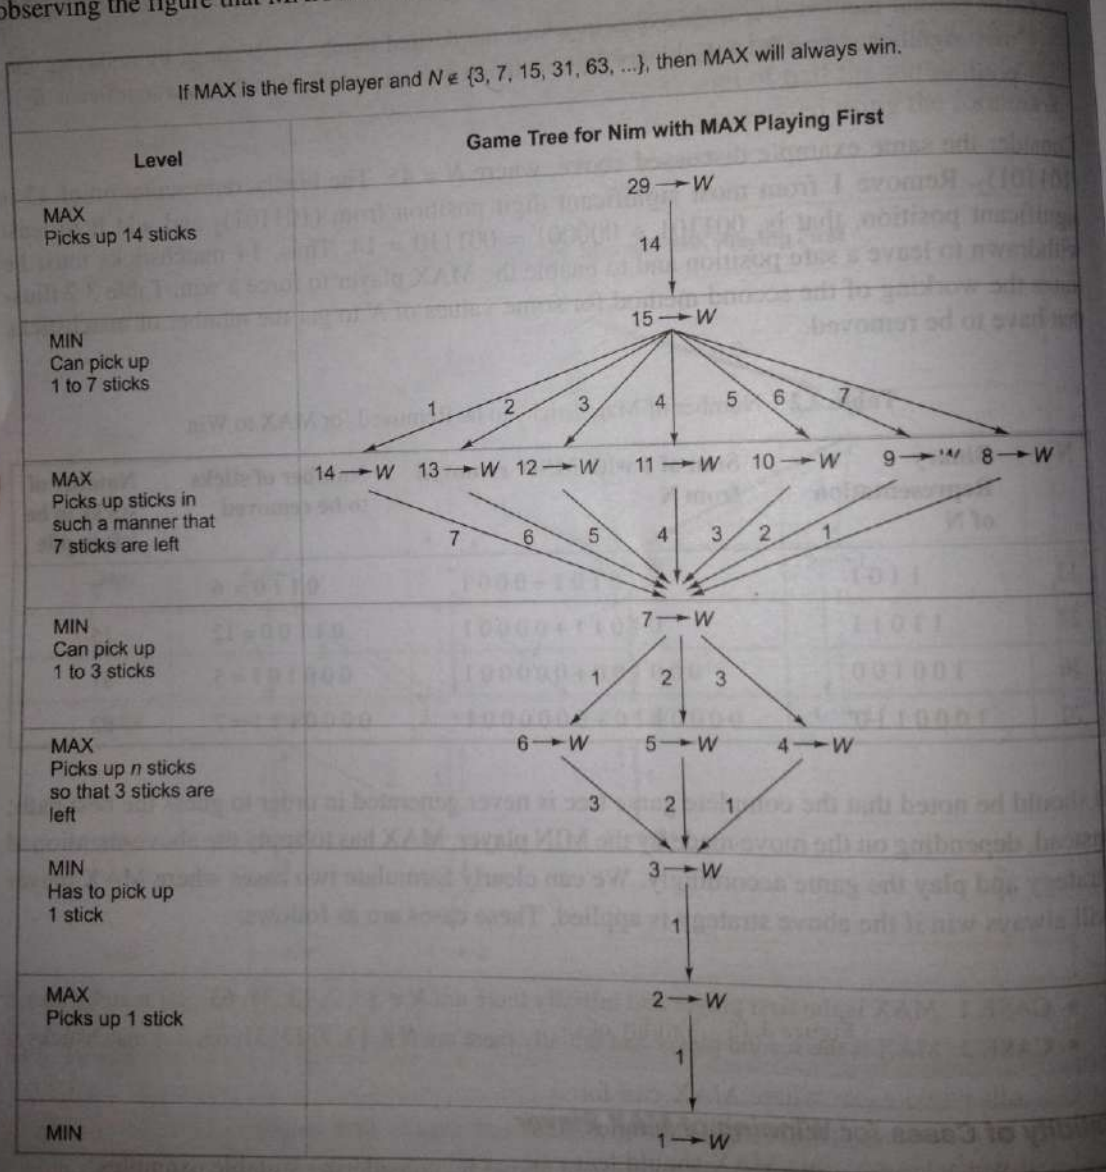 observing the figure that
If MAX is the first player and N ∉ {3, 7, 15, 31, 63, ...}, then MAX will always win.
Level
Game Tree for Nim with MAX Playing First
MAX
Picks up 14 sticks
29 → W
14
MIN
Can pick up
1 to 7 sticks
15 → W
1 2 3 4 5 6 7
MAX
Picks up sticks in
such a manner that
7 sticks are left
14 → W 13 → W 12 → W 11 → W 10 → W 9 → W 8 → W
7 6 5 4 3 2 1
MIN
Can pick up
1 to 3 sticks
7 → W
1 2 3
MAX
Picks up n sticks
so that 3 sticks are
left
6 → W 5 → W 4 → W
3 2 1
MIN
Has to pick up
1 stick
3 → W
1
MAX
Picks up 1 stick
2 → W
1
MIN
1 → W